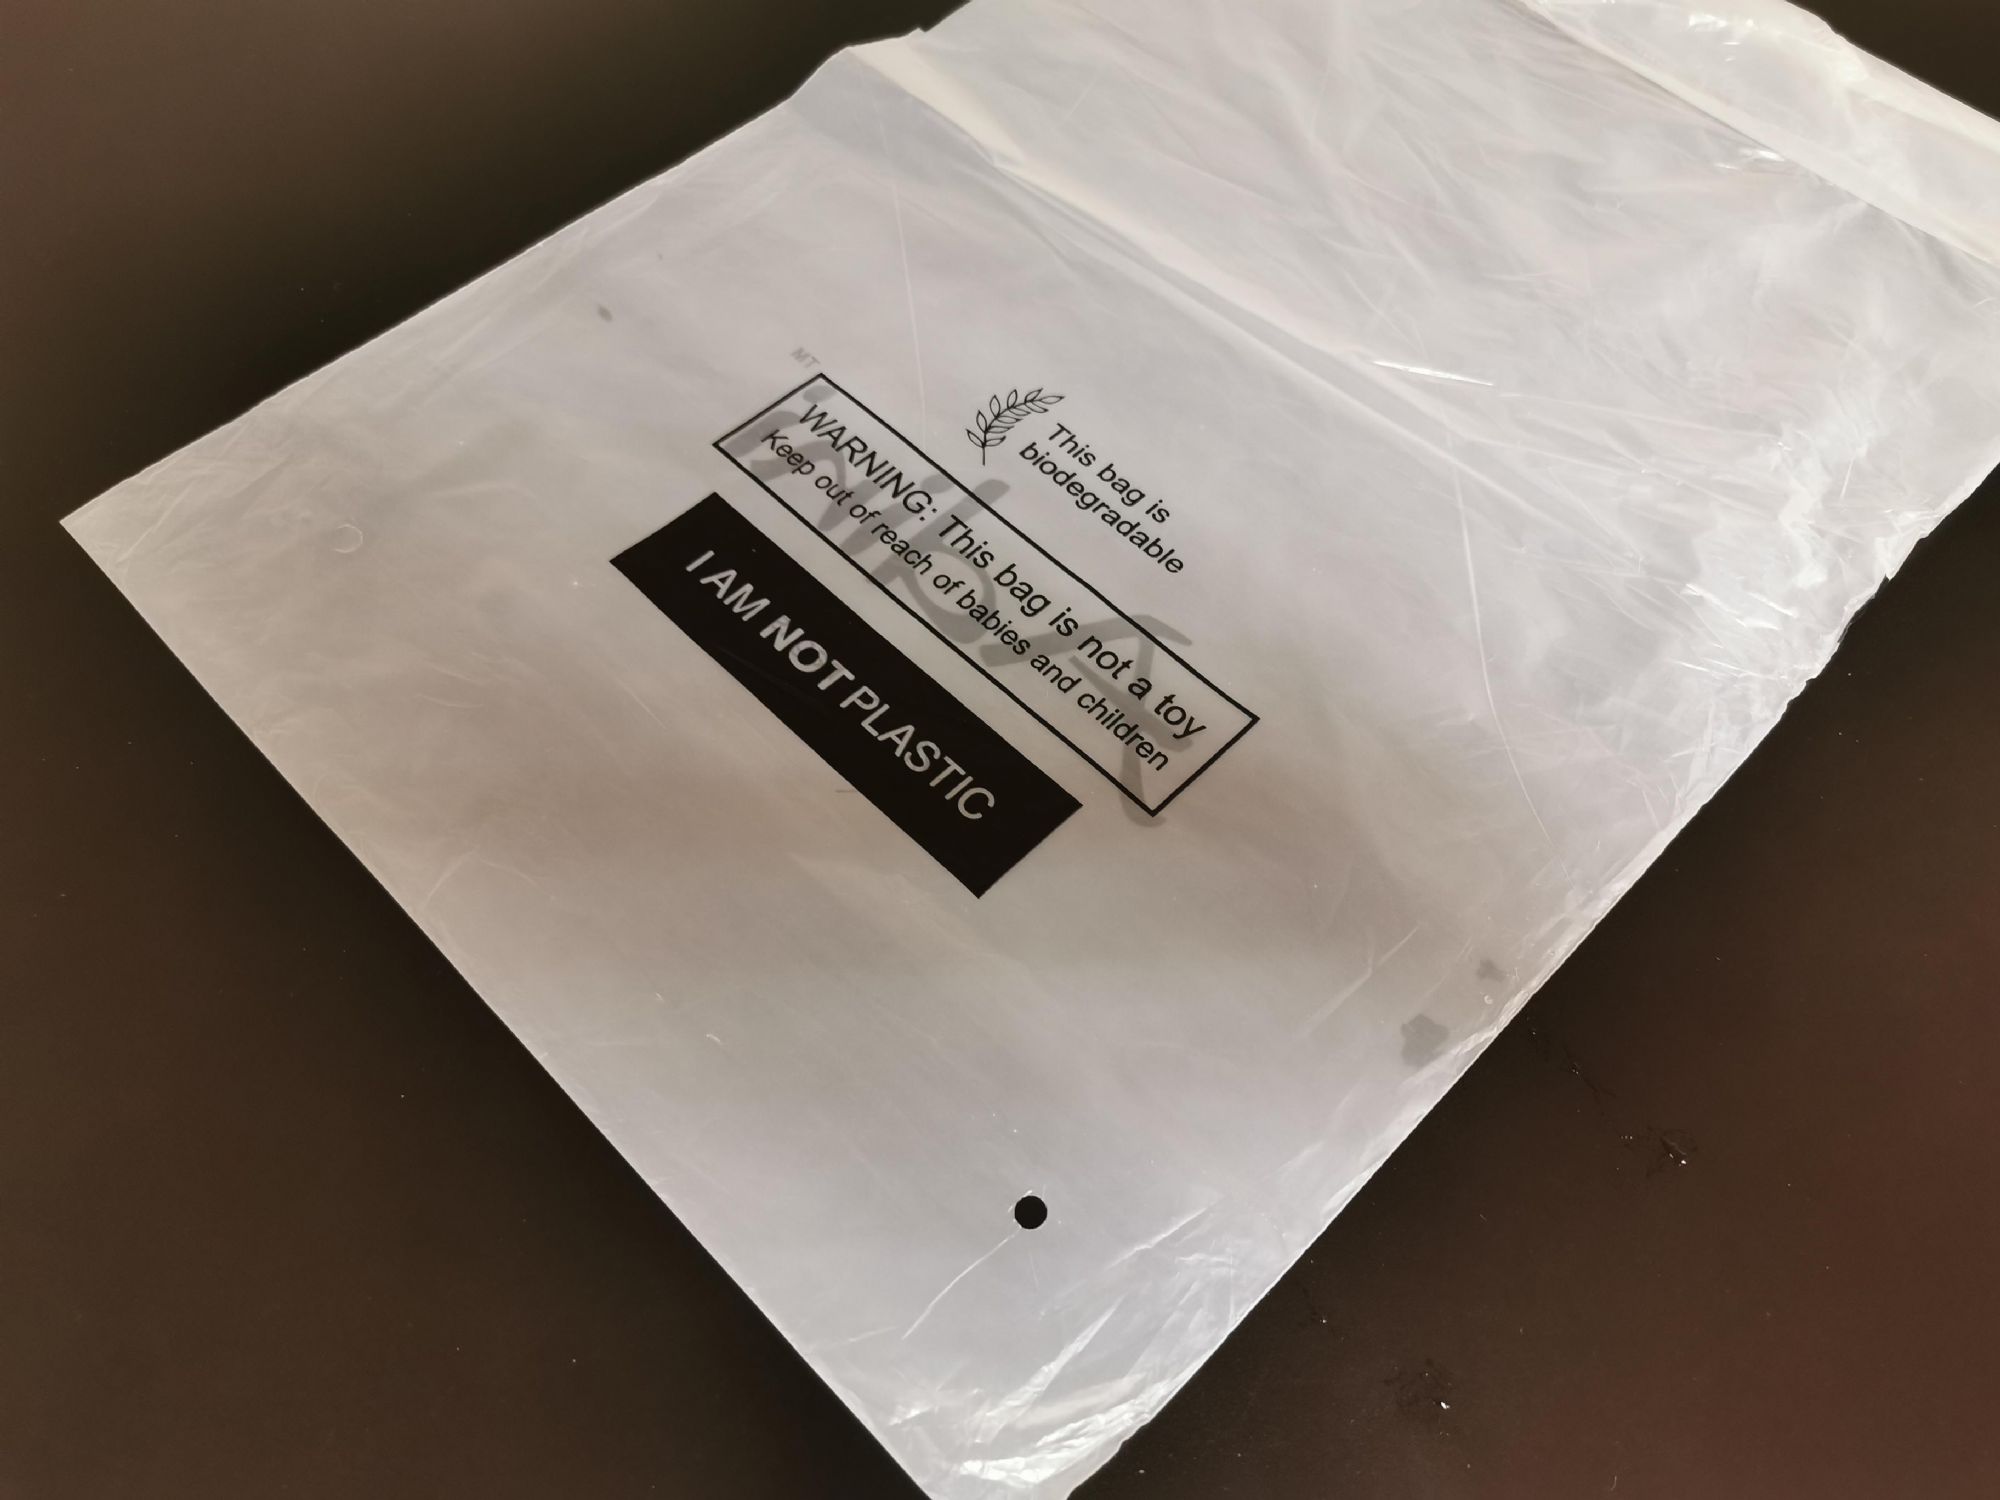 This bag is
biodegradable
WARNING: This bag is not a toy
Keep out of reach of babies and children
I AM NOT PLASTIC